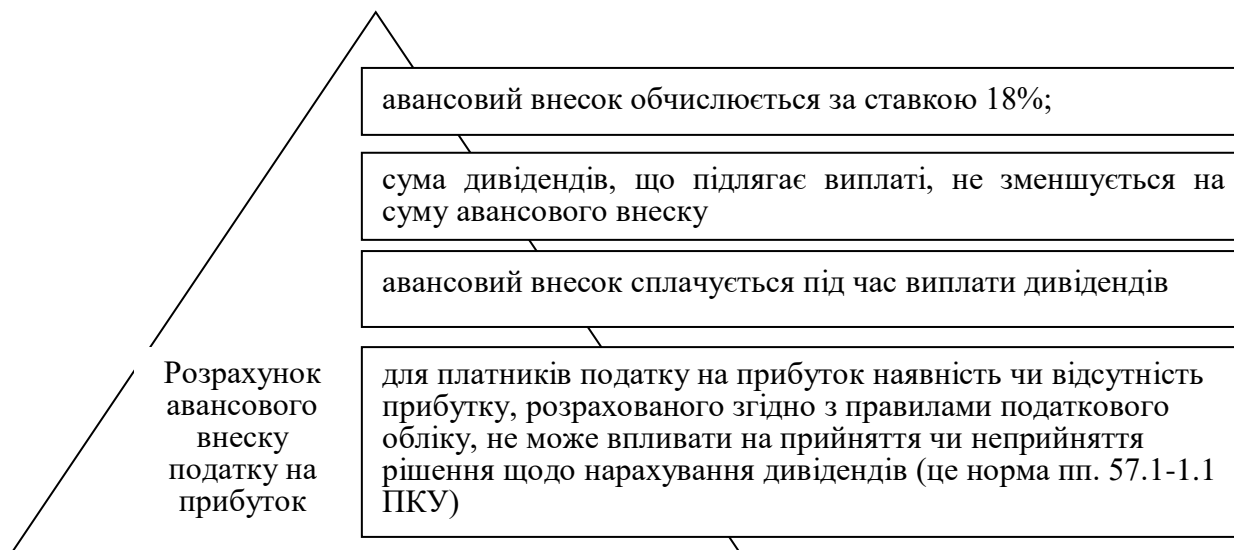 авансовий внесок обчислюється за ставкою 18%;
сума дивідендів, що підлягає виплаті, не зменшується на
суму авансового внеску
авансовий внесок сплачується під час виплати дивідендів
Розрахунок
авансового
внеску
податку на
прибуток
для платників податку на прибуток наявність чи відсутність
прибутку, розрахованого згідно з правилами податкового
обліку, не може впливати на прийняття чи неприйняття
рішення щодо нарахування дивідендів (це норма пп. 57.1-1.1
ПКУ)